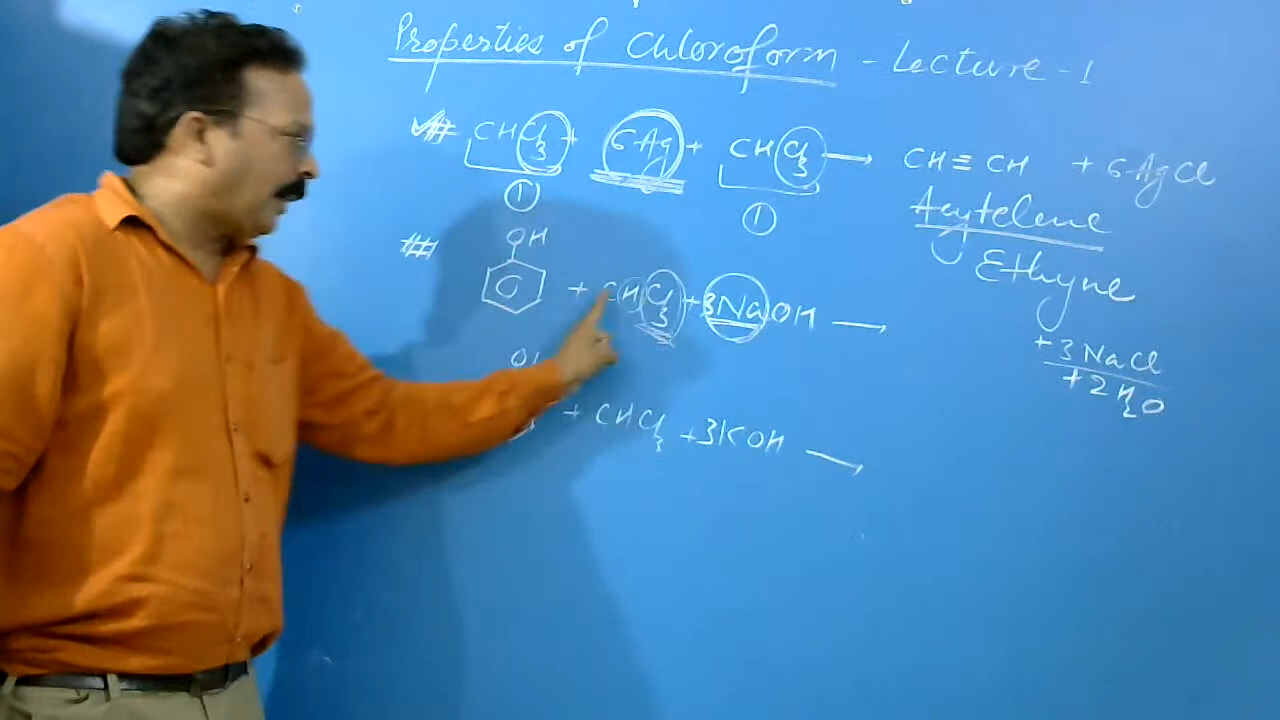 Properties of Chloroform - Lecture - 1
# CHCl3 + 6Ag + CHCl3 → CH≡CH + 6AgCl
① ① Acytelene
Ethyne
# OH
+ CHCl3 + 3NaOH →
+ 3NaCl
+ 2H2O
+ CHCl3 + 3KOH →